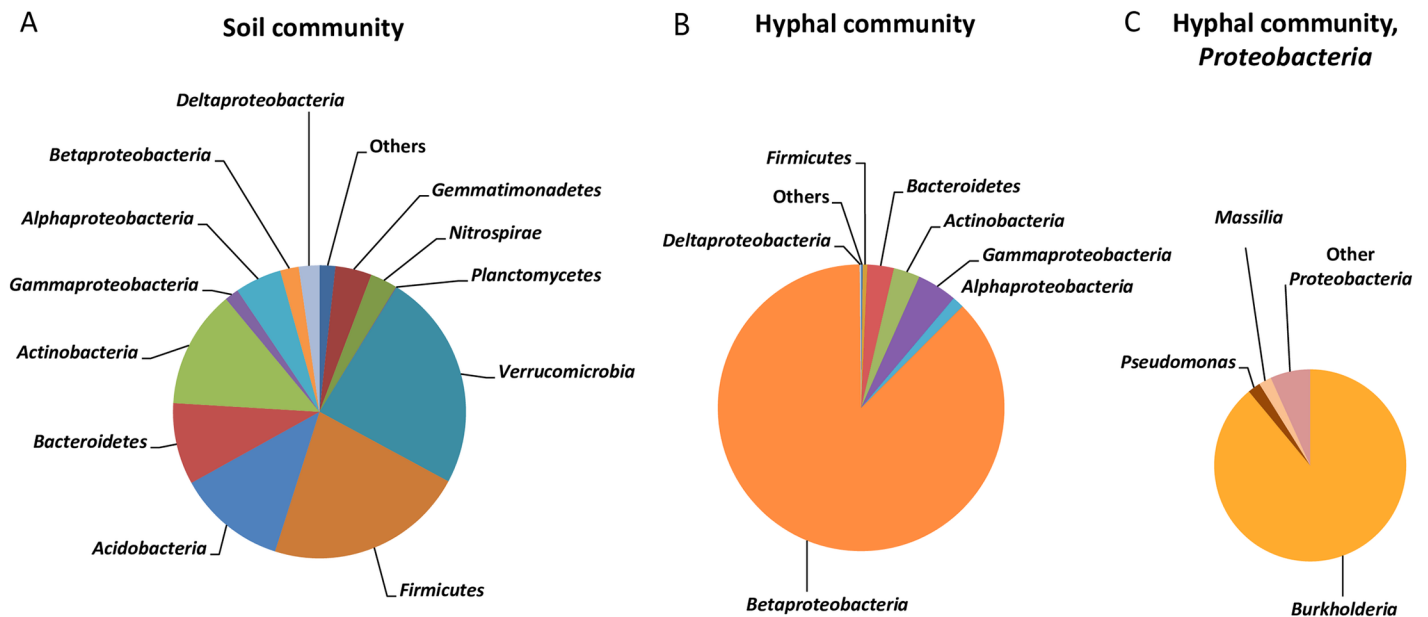 A
Soil community
Deltaproteobacteria
Betaproteobacteria
Others
Gemmatimonadetes
Alphaproteobacteria
Nitrospirae
Gammaproteobacteria
Planctomycetes
Actinobacteria
Verrucomicrobia
Bacteroidetes
Acidobacteria
Firmicutes
B
Hyphal community
Firmicutes
Others
Bacteroidetes
Deltaproteobacteria
Actinobacteria
Gammaproteobacteria
Alphaproteobacteria
Betaproteobacteria
C
Hyphal community,
Proteobacteria
Massilia
Other
Proteobacteria
Pseudomonas
Burkholderia